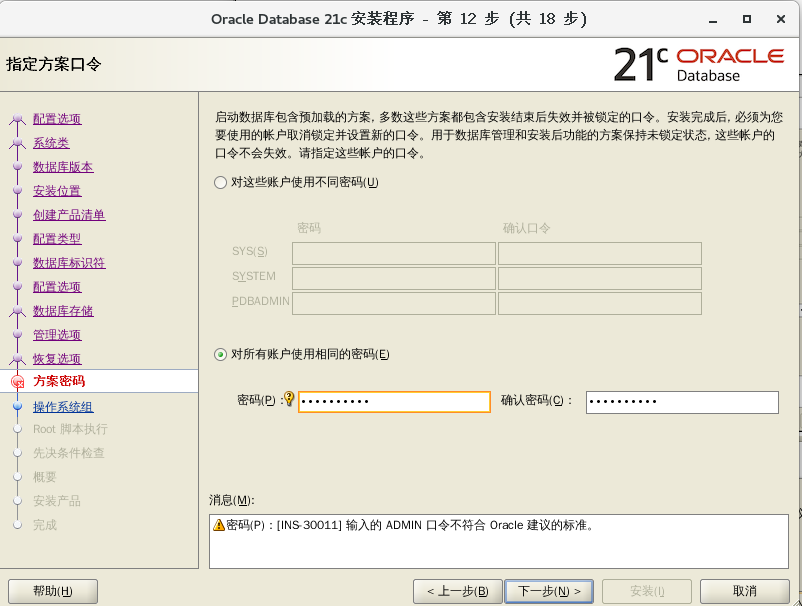 Oracle Database 21c 安装程序 - 第 12 步 (共 18 步)
指定方案口令
21c ORACLE
Database
配置选项
系统类
数据库版本
安装位置
创建产品清单
配置类型
数据库标识符
配置选项
数据库存储
管理选项
恢复选项
方案密码
操作系统组
Root 脚本执行
先决条件检查
概要
安装产品
完成
启动数据库包含预加载的方案, 多数这些方案都包含安装结束后失效并被锁定的口令。安装完成后, 必须为您
要使用的帐户取消锁定并设置新的口令。用于数据库管理和安装后功能的方案保持未锁定状态, 这些帐户的
口令不会失效。请指定这些帐户的口令。
对这些账户使用不同密码(U)
密码 确认口令
SYS(S)
SYSTEM
PDBADMIN
对所有账户使用相同的密码(E)
密码(P)： •••••••••• 确认密码(C)： ••••••••••
消息(M):
密码(P)：[INS-30011] 输入的 ADMIN 口令不符合 Oracle 建议的标准。
帮助(H) < 上一步(B) 下一步(N) > 安装(I) 取消